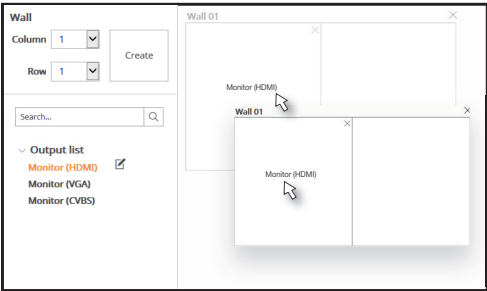 Wall
Column 1
Row 1
Create
Search...
Output list
Monitor (HDMI)
Monitor (VGA)
Monitor (CVBS)
Wall 01
Monitor (HDMI)
Wall 01
Monitor (HDMI)